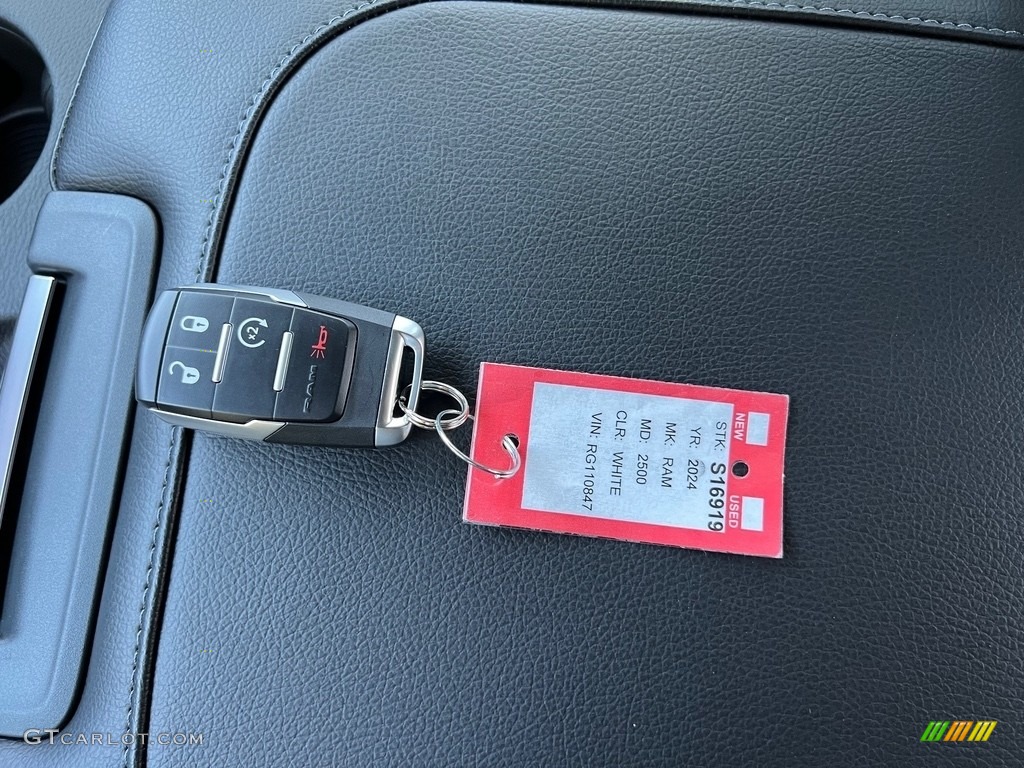 NEW USED
STK: S16919
YR: 2024
MK: RAM
MD: 2500
CLR: WHITE
VIN: RG110847
x2
RAM
GTCARLOT.COM